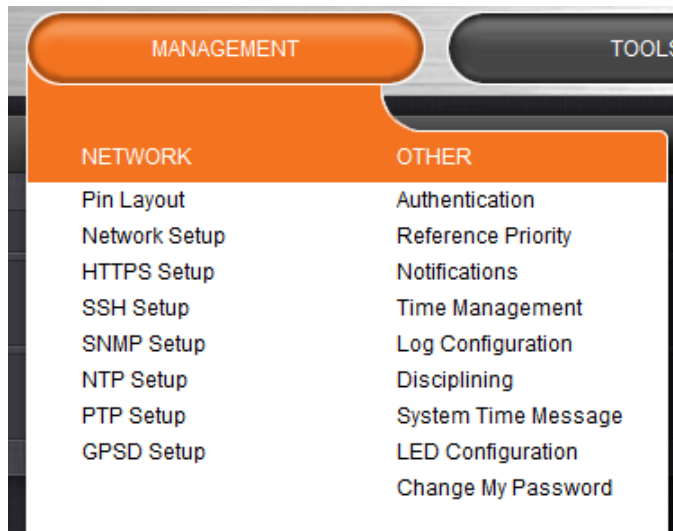 MANAGEMENT
TOOLS
NETWORK
Pin Layout
Network Setup
HTTPS Setup
SSH Setup
SNMP Setup
NTP Setup
PTP Setup
GPSD Setup
OTHER
Authentication
Reference Priority
Notifications
Time Management
Log Configuration
Disciplining
System Time Message
LED Configuration
Change My Password